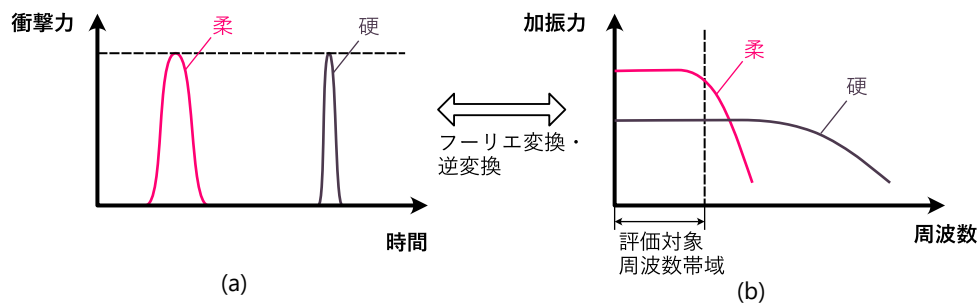 衝撃力
柔
硬
時間
(a)
フーリエ変換・
逆変換
加振力
柔
硬
評価対象
周波数帯域
周波数
(b)